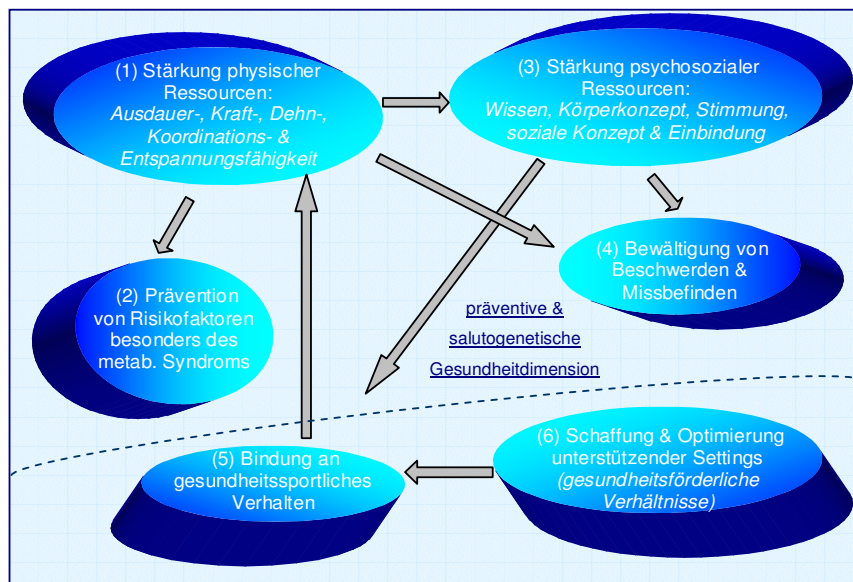 (1) Stärkung physischer
Ressourcen:
Ausdauer-, Kraft-, Dehn-,
Koordinations- &
Entspannungsfähigkeit
(3) Stärkung psychosozialer
Ressourcen:
Wissen, Körperkonzept, Stimmung,
soziale Konzept & Einbindung
(2) Prävention
von Risikofaktoren
besonders des
metab. Syndroms
(4) Bewältigung von
Beschwerden &
Missbefinden
präventive &
salutogenetische
Gesundheitdimension
(5) Bindung an
gesundheitssportliches
Verhalten
(6) Schaffung & Optimierung
unterstützender Settings
(gesundheitsförderliche
Verhältnisse)